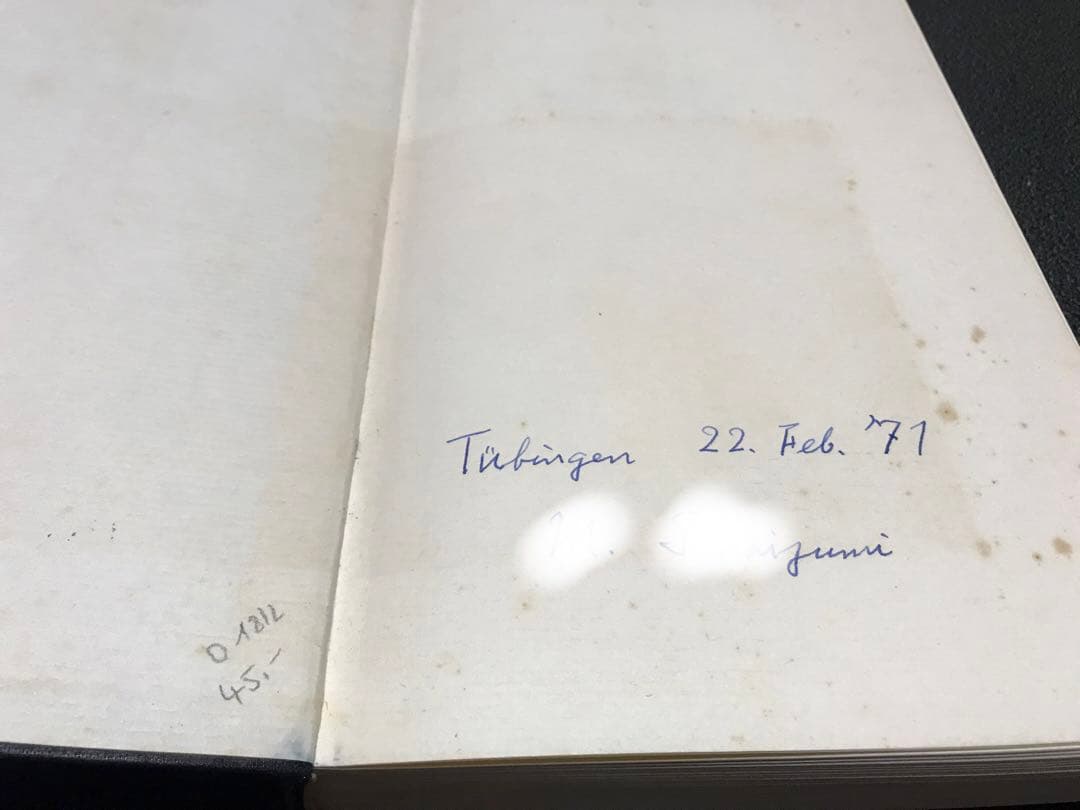 Tübingen 22. Feb. '71
D 1812
45.-